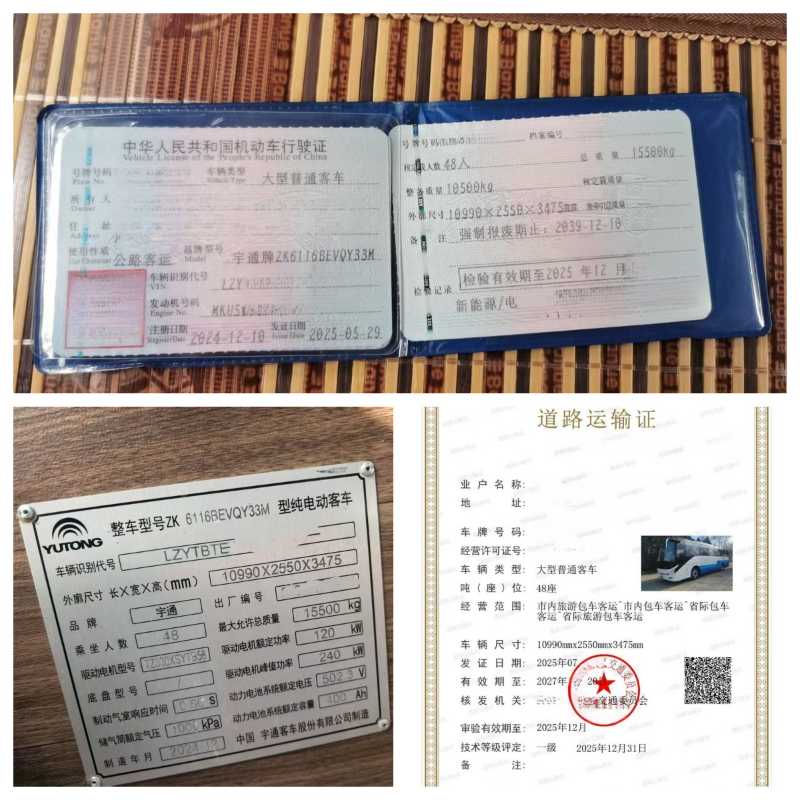 中华人民共和国机动车行驶证
Vehicle License of the People's Republic of China
号牌号码
Plate No.
车辆类型
Vehicle Type
大型普通客车
所有人
Owner
住址
Address
使用性质
Use Character
公路客运
品牌型号
Model
宇通牌ZK6116BEVQY33M
车辆识别代号
VIN
LZY
发动机号码
Engine No.
注册日期
Register Date
2024-12-10
发证日期
Issue Date
2025-05-29
号牌号码
档案编号
核定载人数 48人
总质量 15500kg
整备质量 10500kg
核定载质量
外廓尺寸 10990×2550×3475
备注 强制报废期止：2039-12-10
检验记录
检验有效期至2025年12月
新能源/电
YUTONG
整车型号ZK 6116BEVQY33M 型纯电动客车
车辆识别代号 LZYTBTE
外廓尺寸 长X宽X高(mm) 10990X2550X3475
品牌 宇通
出厂编号
乘坐人数 48
最大允许总质量 15500 kg
驱动电机型号
驱动电机额定功率 120 kW
底盘型号
驱动电机峰值功率 240 kW
制动气室响应时间 S
动力电池系统额定电压 502.3 V
储气筒额定气压 kPa
动力电池系统额定容量 Ah
制造年月 2024.12
中国 宇通客车股份有限公司制造
道路运输证
业户名称：
地址：
车牌号码：
经营许可证号：
车辆类型：大型普通客车
吨（座）位：48座
经营范围：市内旅游包车客运`市内包车客运`省际包车
客运`省际旅游包车客运
车辆尺寸：10990mmx2550mmx3475mm
发证日期：2025年07
有效期至：2027年
核发机关：交通委员会
审验有效期至：2025年12月
技术等级评定：一级 2025年12月31日
备注：